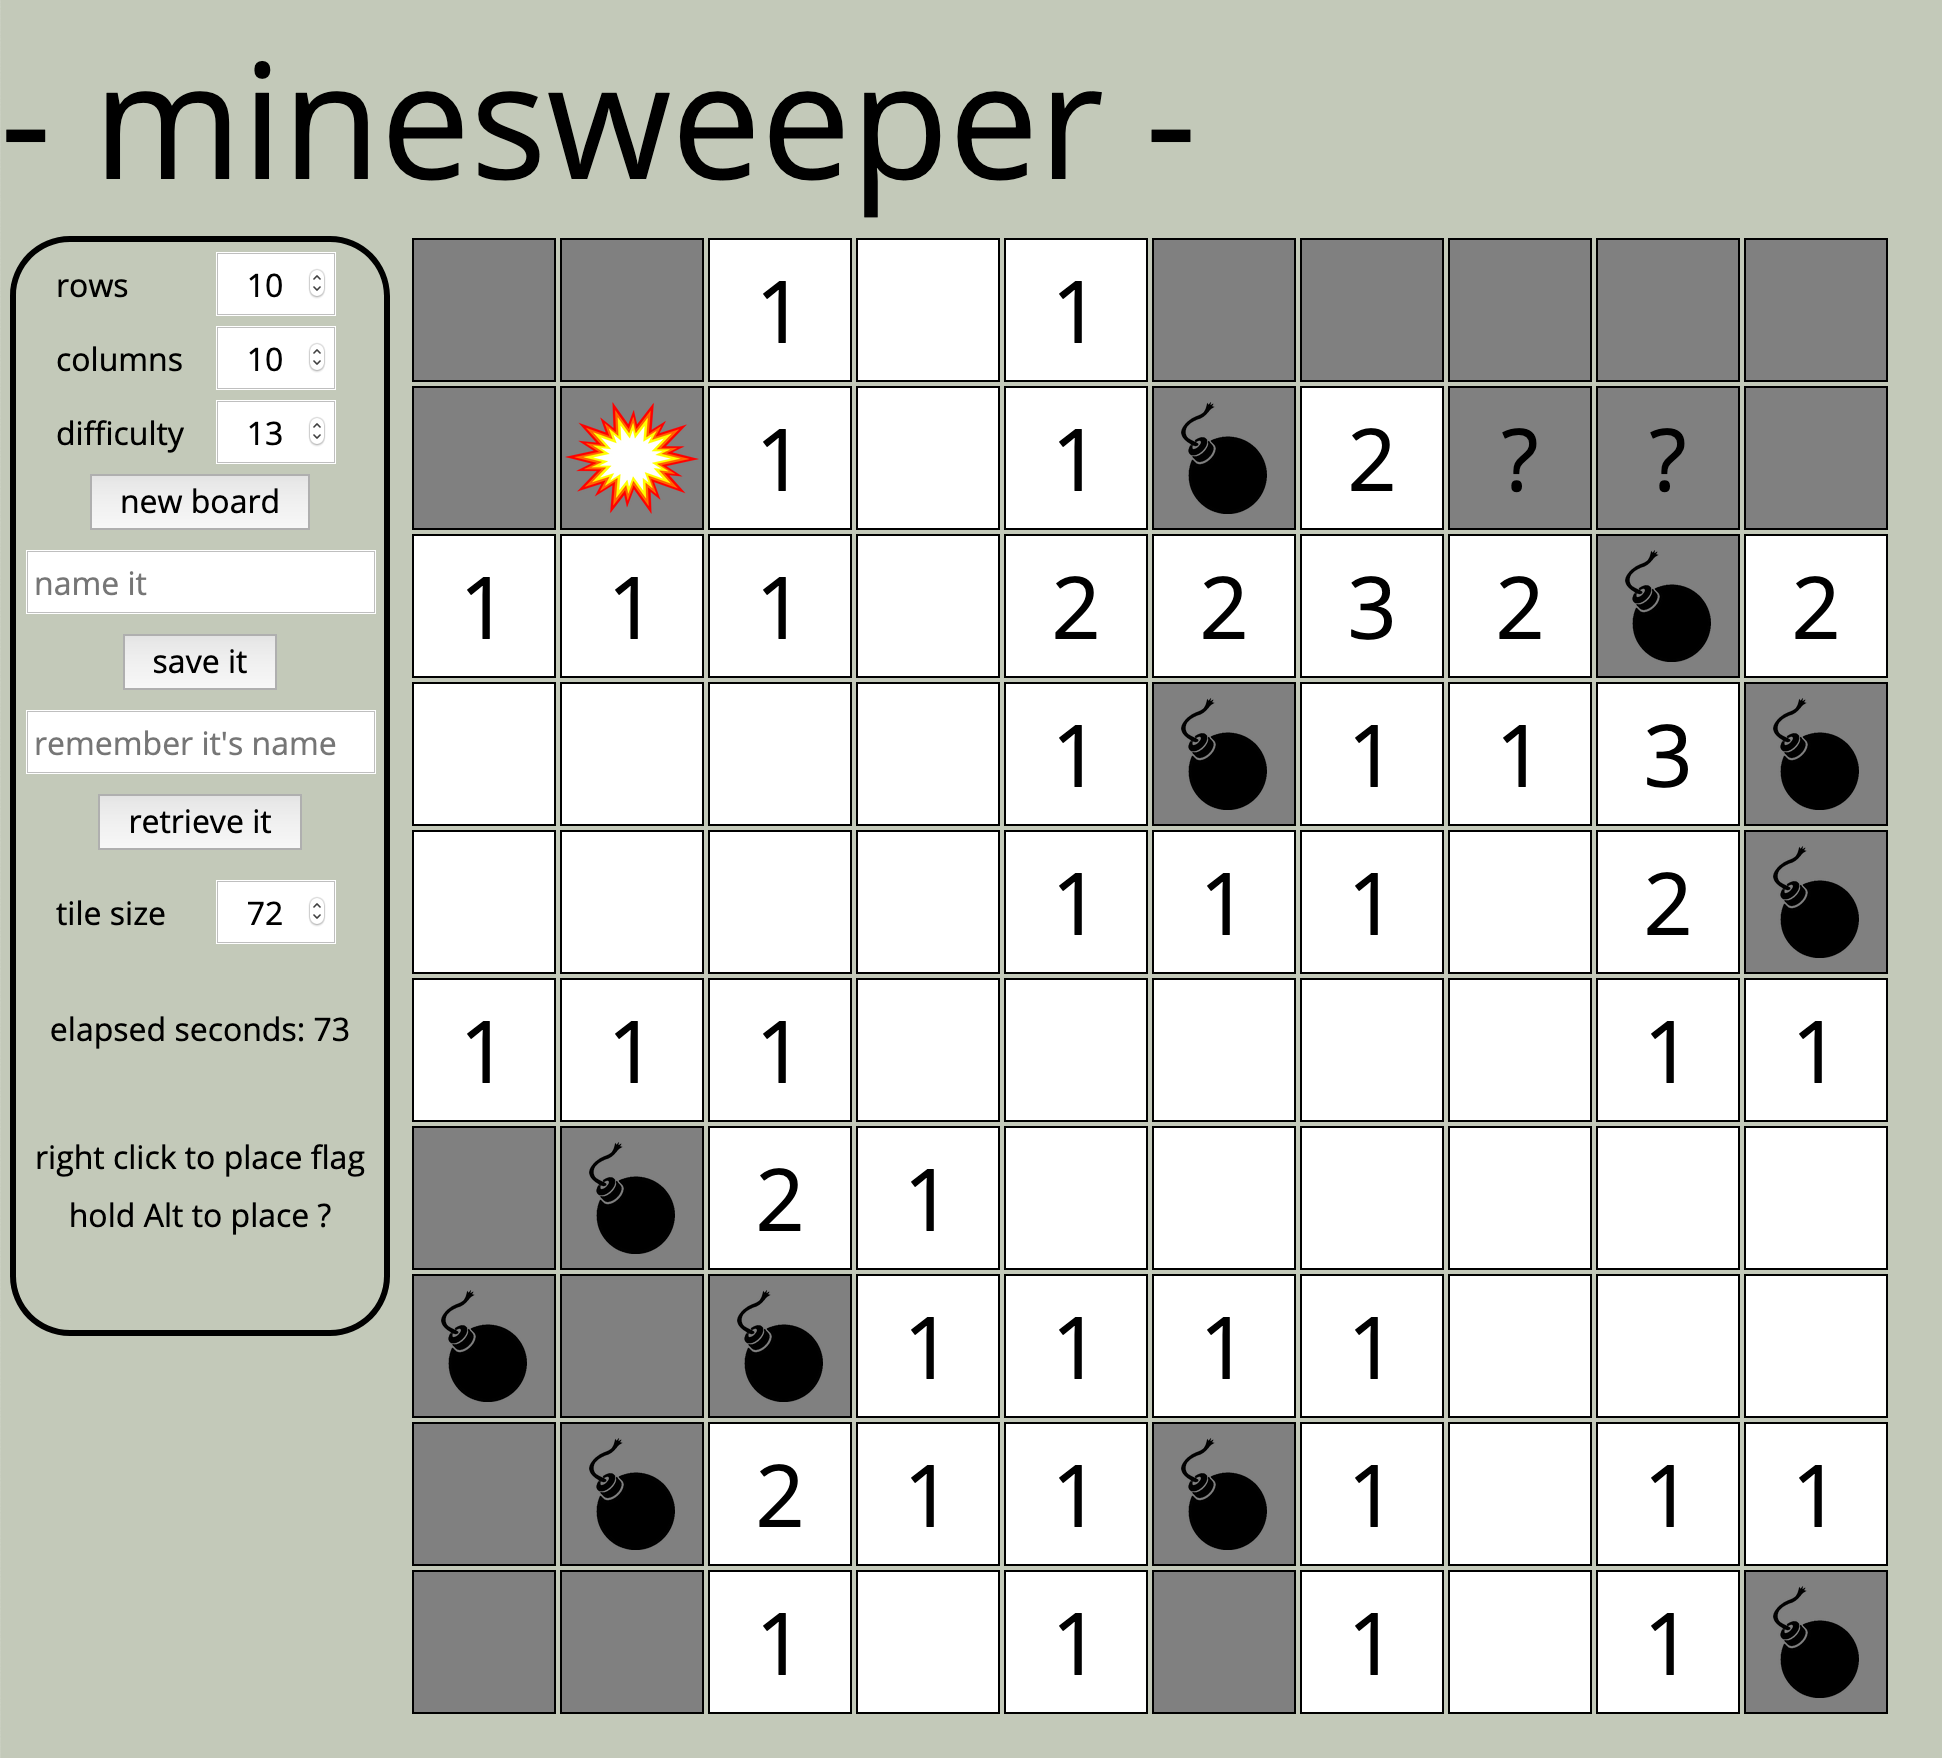 - minesweeper -
rows 10
columns 10
difficulty 13
new board
name it
save it
remember it's name
retrieve it
tile size 72
elapsed seconds: 73
right click to place flag
hold Alt to place ?
1 1
1 1 2 ? ?
1 1 1 2 2 3 2 2
1 1 1 3
1 1 1 2
1 1 1 1 1
2 1
1 1 1 1
2 1 1 1 1 1
1 1 1 1